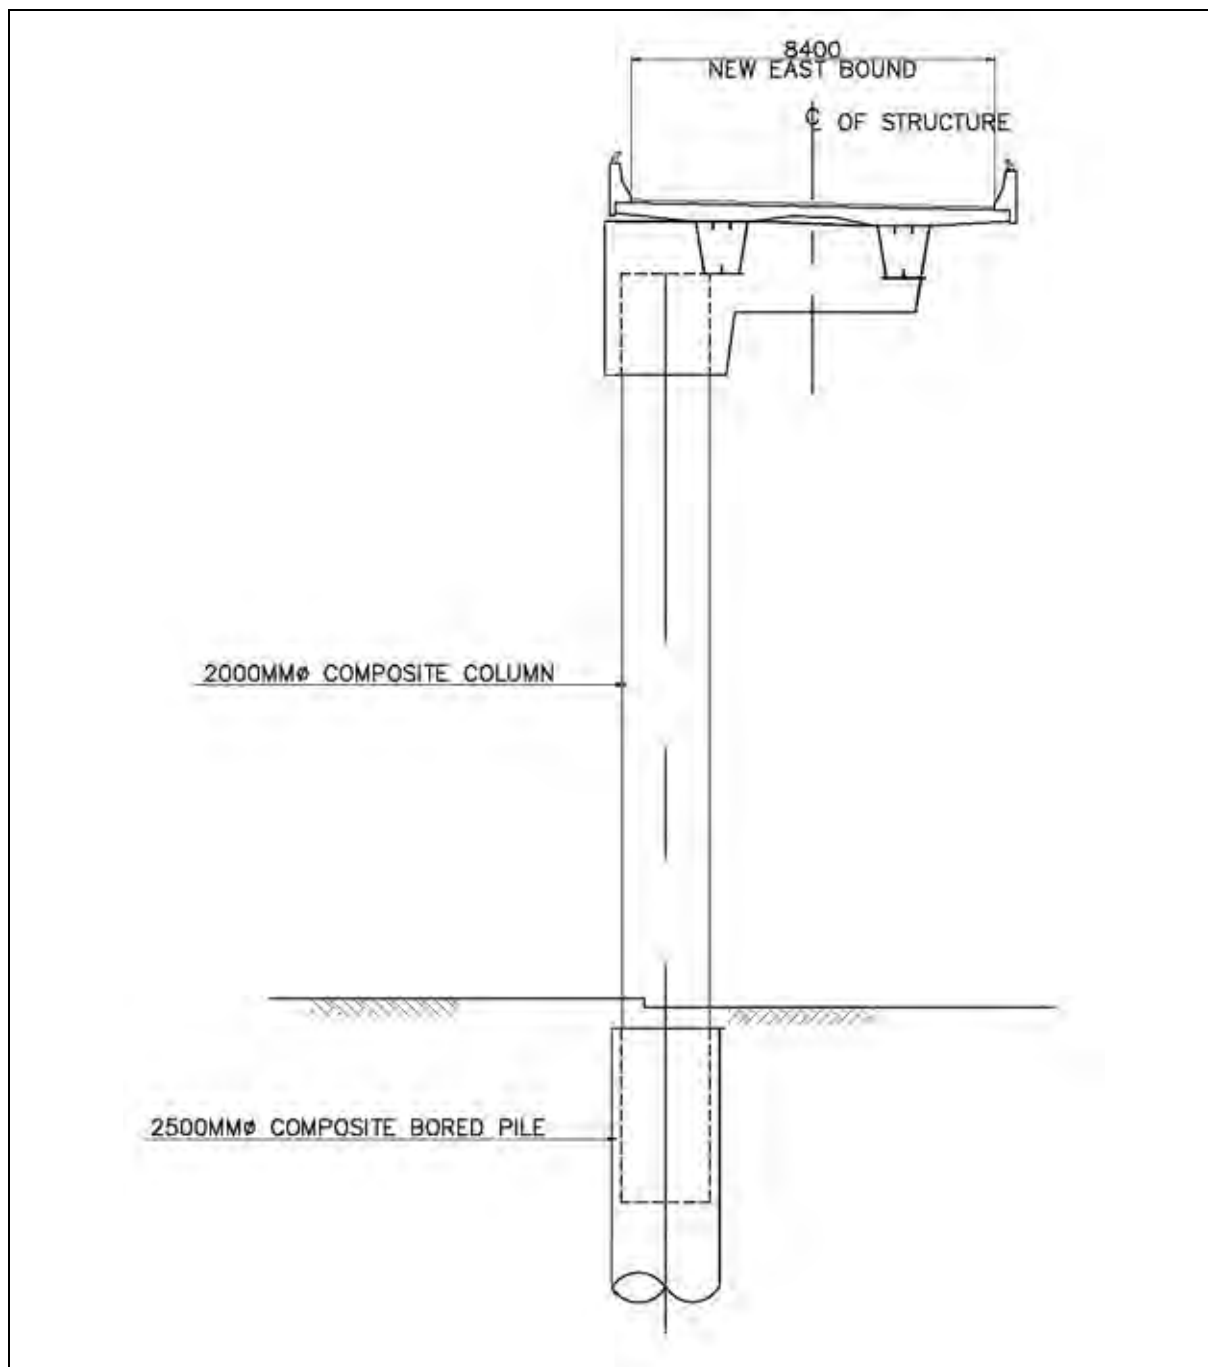 8400
NEW EAST BOUND
℄ OF STRUCTURE
2000MMø COMPOSITE COLUMN
2500MMø COMPOSITE BORED PILE